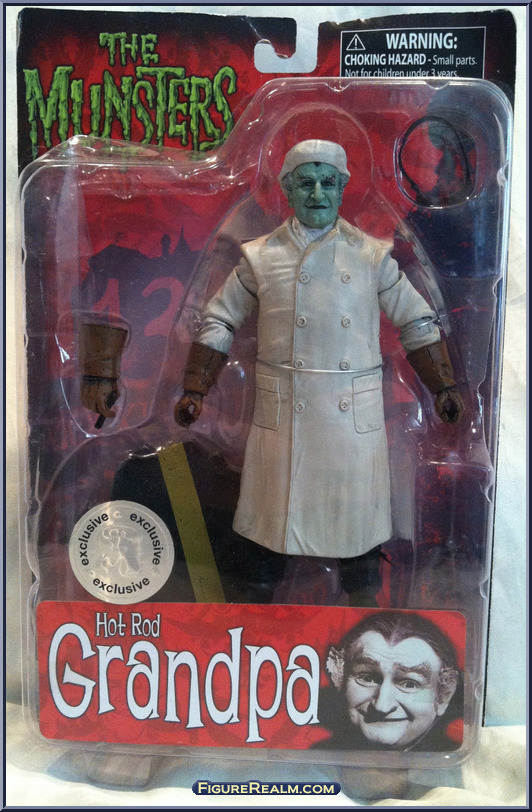 THE
MUNSTERS
WARNING:
CHOKING HAZARD - Small parts.
Not for children under 3 years.
exclusive exclusive
exclusive
Hot Rod
Grandpa
FIGUREREALM.COM